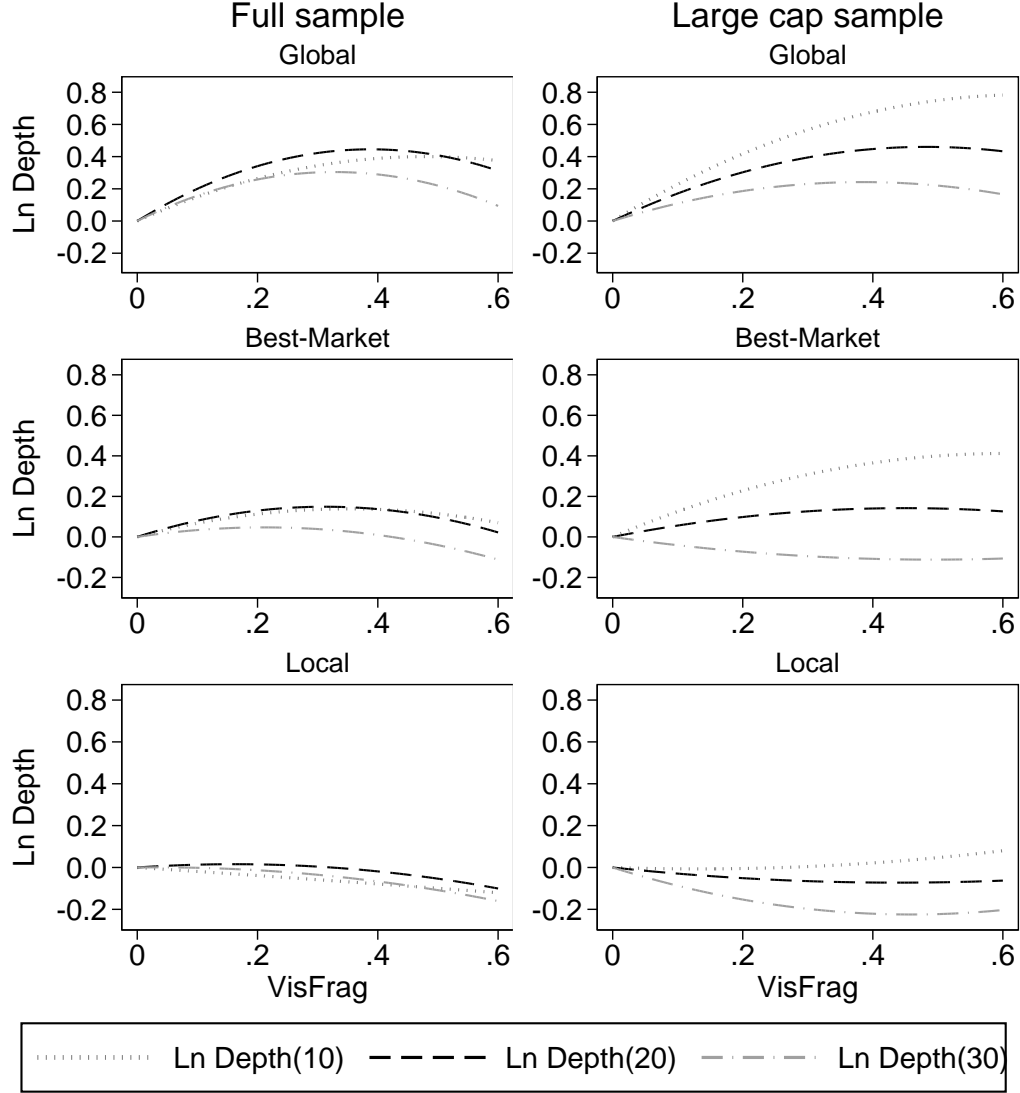 Full sample Large cap sample
Global Global
Ln Depth
0.8 0.8
0.6 0.6
0.4 0.4
0.2 0.2
0.0 0.0
-0.2 -0.2
0 .2 .4 .6 0 .2 .4 .6
Best-Market Best-Market
Ln Depth
0.8 0.8
0.6 0.6
0.4 0.4
0.2 0.2
0.0 0.0
-0.2 -0.2
0 .2 .4 .6 0 .2 .4 .6
Local Local
Ln Depth
0.8 0.8
0.6 0.6
0.4 0.4
0.2 0.2
0.0 0.0
-0.2 -0.2
0 .2 .4 .6 0 .2 .4 .6
VisFrag VisFrag
Ln Depth(10) Ln Depth(20) Ln Depth(30)